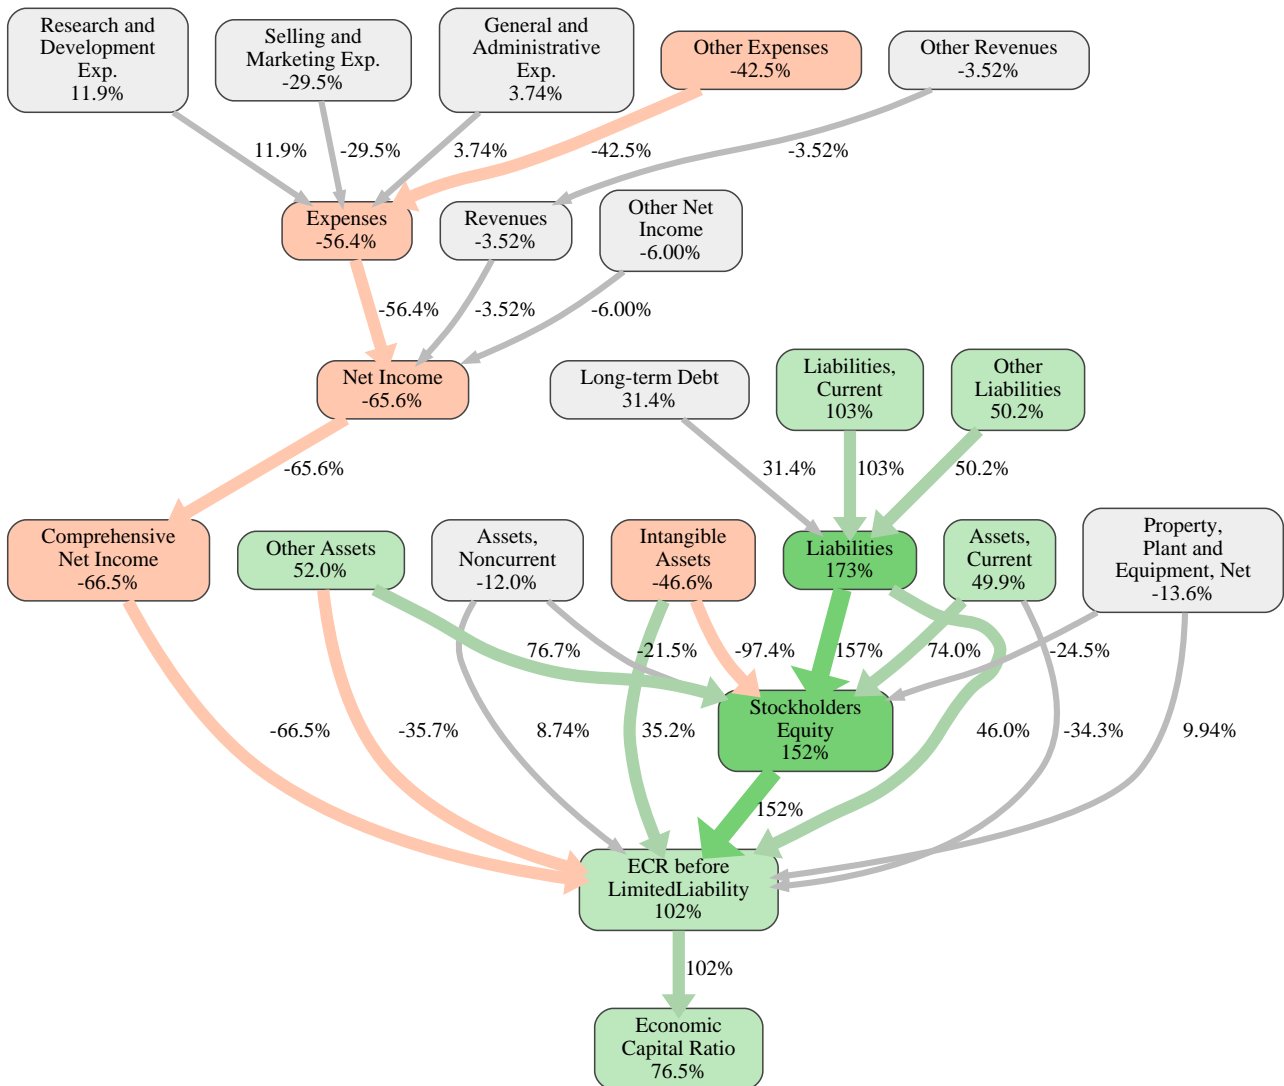 Research and
Development
Exp.
11.9%
Selling and
Marketing Exp.
-29.5%
General and
Administrative
Exp.
3.74%
Other Expenses
-42.5%
Other Revenues
-3.52%
11.9%
-29.5%
3.74%
-42.5%
-3.52%
Expenses
-56.4%
Revenues
-3.52%
Other Net
Income
-6.00%
-56.4%
-3.52%
-6.00%
Net Income
-65.6%
Long-term Debt
31.4%
Liabilities,
Current
103%
Other
Liabilities
50.2%
-65.6%
31.4%
103%
50.2%
Comprehensive
Net Income
-66.5%
Other Assets
52.0%
Assets,
Noncurrent
-12.0%
Intangible
Assets
-46.6%
Liabilities
173%
Assets,
Current
49.9%
Property,
Plant and
Equipment, Net
-13.6%
76.7%
-21.5%
-97.4%
157%
74.0%
-24.5%
Stockholders
Equity
152%
-66.5%
-35.7%
8.74%
35.2%
46.0%
-34.3%
9.94%
152%
ECR before
LimitedLiability
102%
102%
Economic
Capital Ratio
76.5%